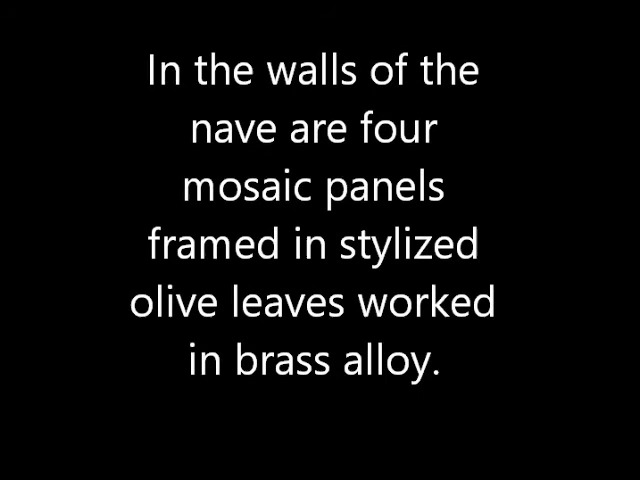 In the walls of the
nave are four
mosaic panels
framed in stylized
olive leaves worked
in brass alloy.